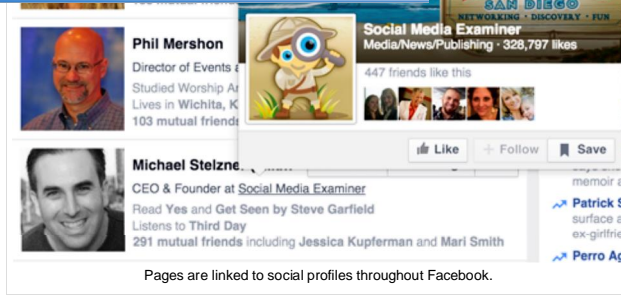 SAN DIEGO
NETWORKING • DISCOVERY • FUN
Social Media Examiner
Media/News/Publishing · 328,797 likes
447 friends like this
Like
Follow
Save
Phil Mershon
Director of Events
Studied Worship
Lives in Wichita,
103 mutual friends
Michael Stelzne
CEO & Founder at Social Media Examiner
Read Yes and Get Seen by Steve Garfield
Listens to Third Day
291 mutual friends including Jessica Kupferman and Mari Smith
memoir a
Patrick S
surface a
ex-girlfrie
Perro Ag
Pages are linked to social profiles throughout Facebook.